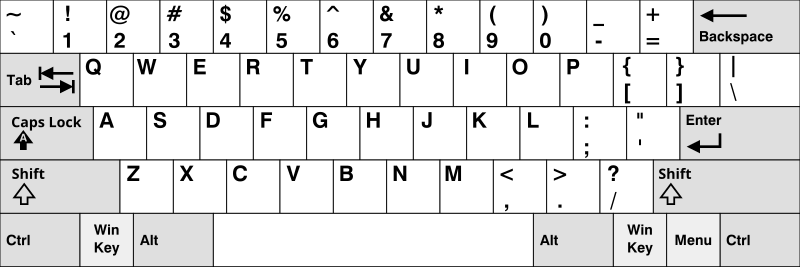 ~ ! @ # $ % ^ & * ( ) _ +
` 1 2 3 4 5 6 7 8 9 0 - = Backspace
Tab Q W E R T Y U I O P { } |
[ ] \
Caps Lock A S D F G H J K L : " Enter
A ; '
Shift Z X C V B N M < > ? Shift
, . /
Ctrl Win Key Alt Alt Win Key Menu Ctrl